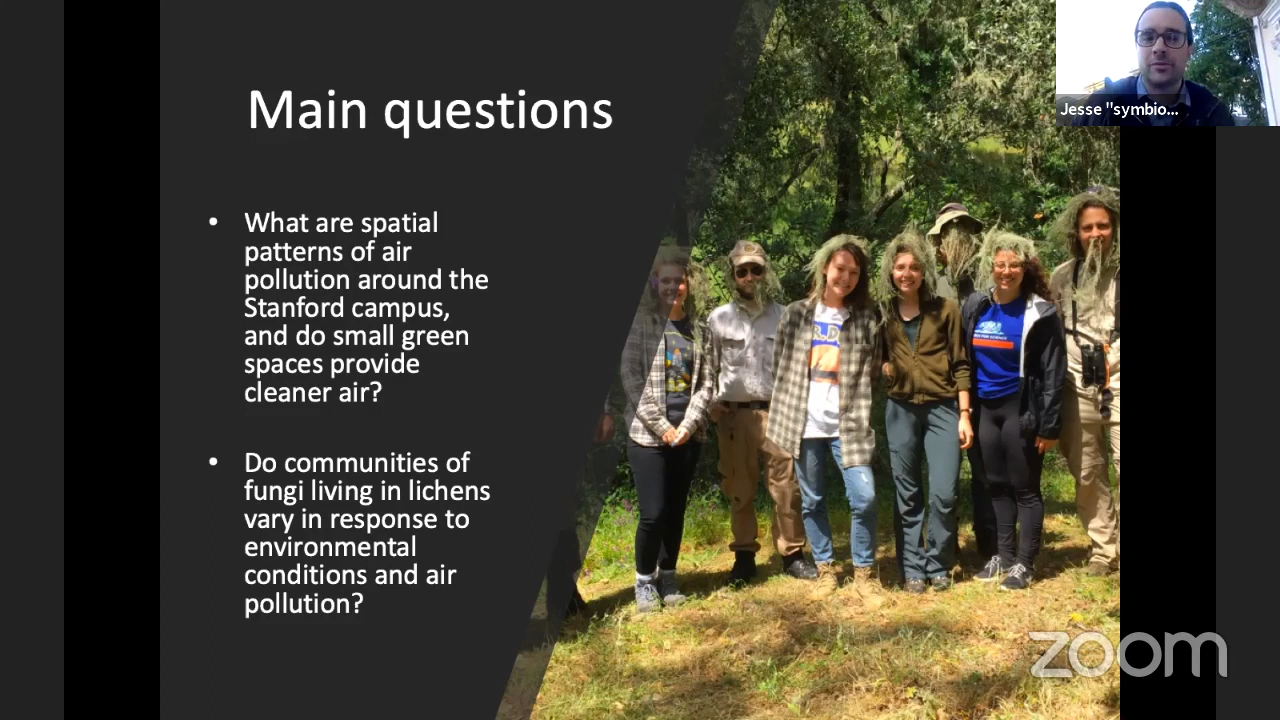 Main questions
• What are spatial
patterns of air
pollution around the
Stanford campus,
and do small green
spaces provide
cleaner air?
• Do communities of
fungi living in lichens
vary in response to
environmental
conditions and air
pollution?
Jesse "symbio...
zoom